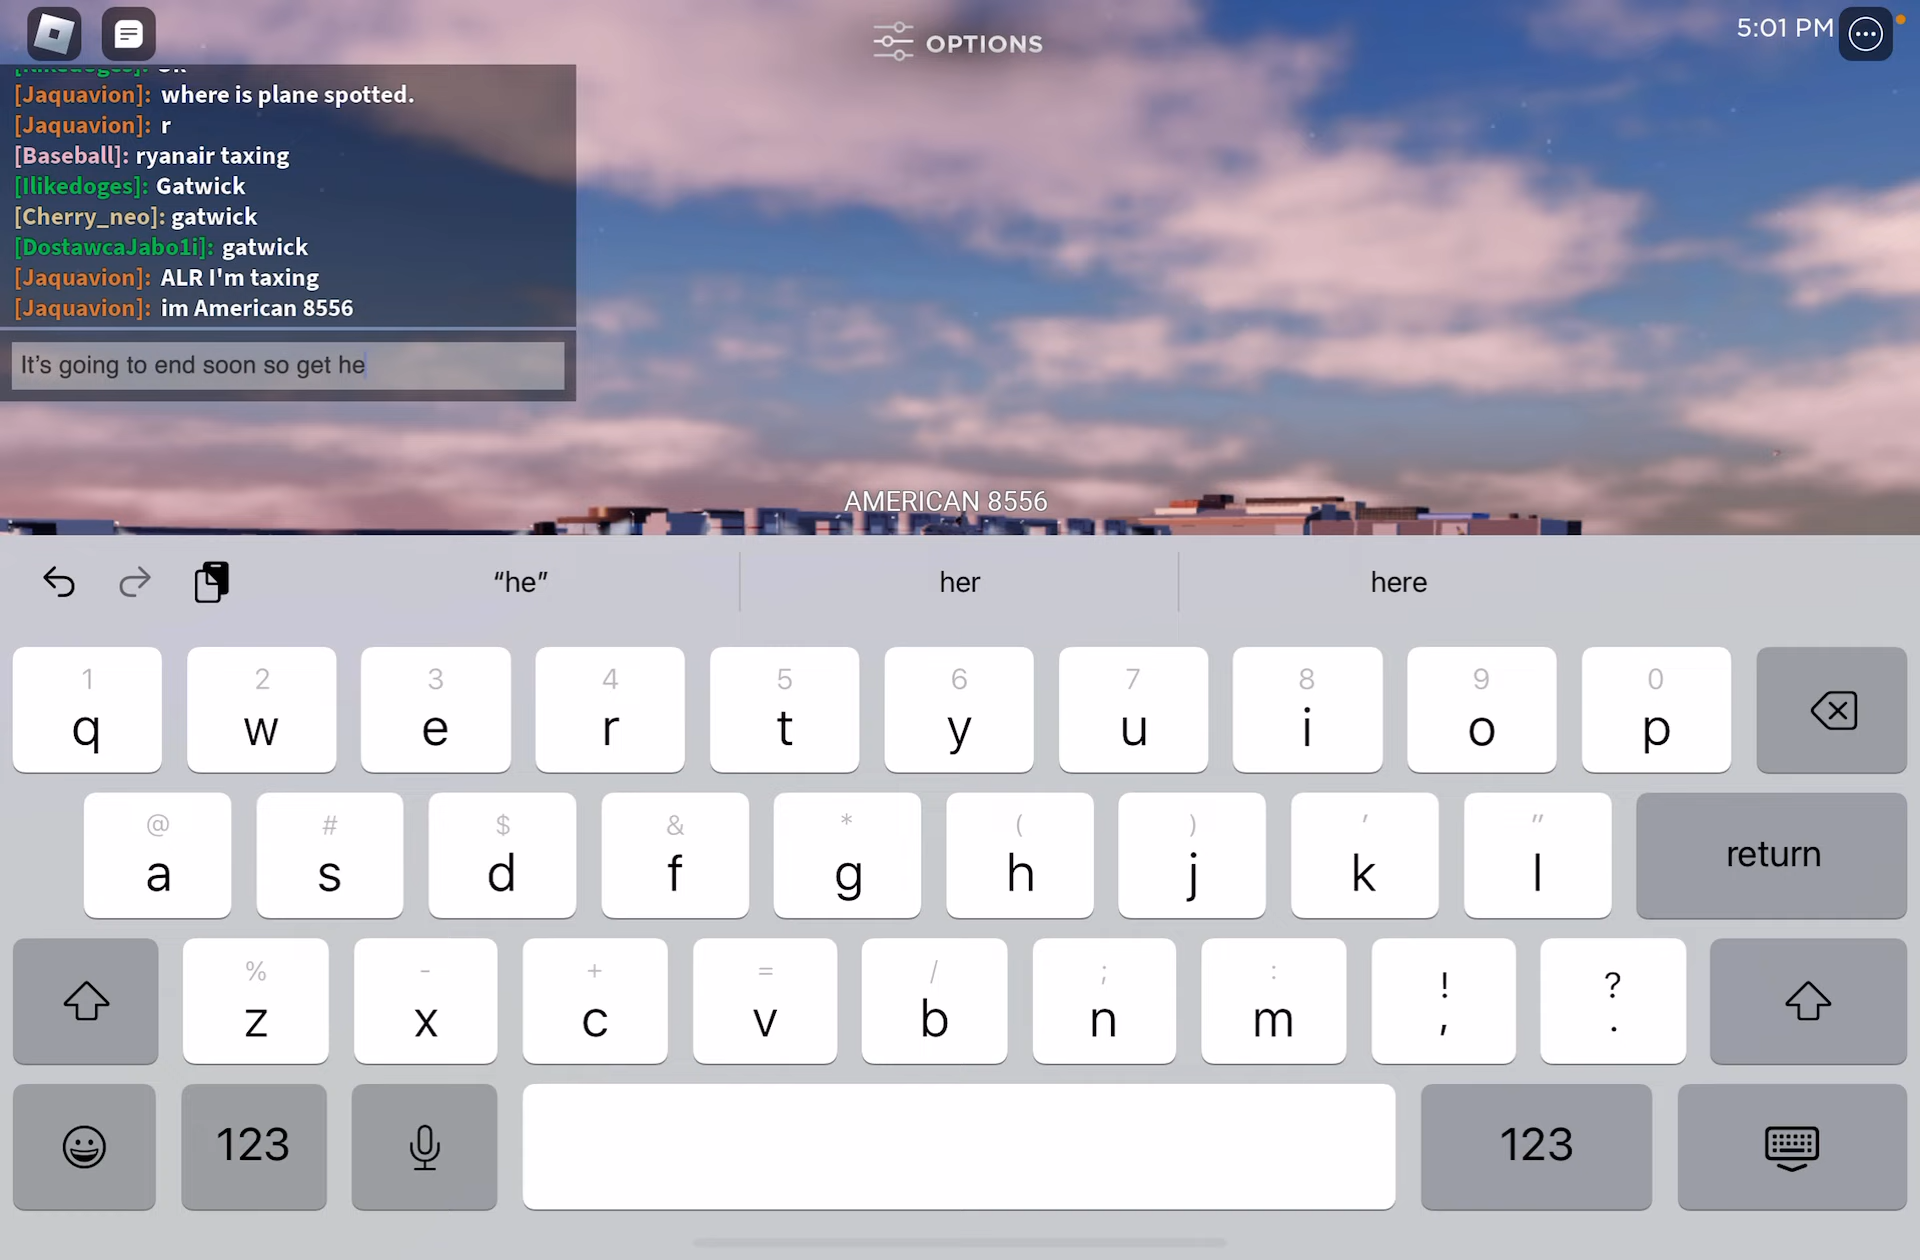 OPTIONS
5:01 PM
[Ilikedoges]: ok
[Jaquavion]: where is plane spotted.
[Jaquavion]: r
[Baseball]: ryanair taxing
[Ilikedoges]: Gatwick
[Cherry_neo]: gatwick
[DostawcaJabo1i]: gatwick
[Jaquavion]: ALR I'm taxing
[Jaquavion]: im American 8556
It’s going to end soon so get he
AMERICAN 8556
“he” her here
1 2 3 4 5 6 7 8 9 0
q w e r t y u i o p
@ # $ & * ( ) ' "
a s d f g h j k l return
% - + = / ; : ! ?
z x c v b n m , .
123 123